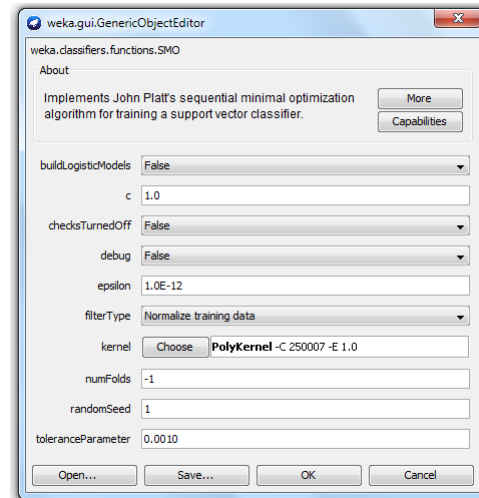 weka.gui.GenericObjectEditor
weka.classifiers.functions.SMO
About
Implements John Platt's sequential minimal optimization
algorithm for training a support vector classifier.
More
Capabilities
buildLogisticModels False
c 1.0
checksTurnedOff False
debug False
epsilon 1.0E-12
filterType Normalize training data
kernel Choose PolyKernel -C 250007 -E 1.0
numFolds -1
randomSeed 1
toleranceParameter 0.0010
Open... Save... OK Cancel